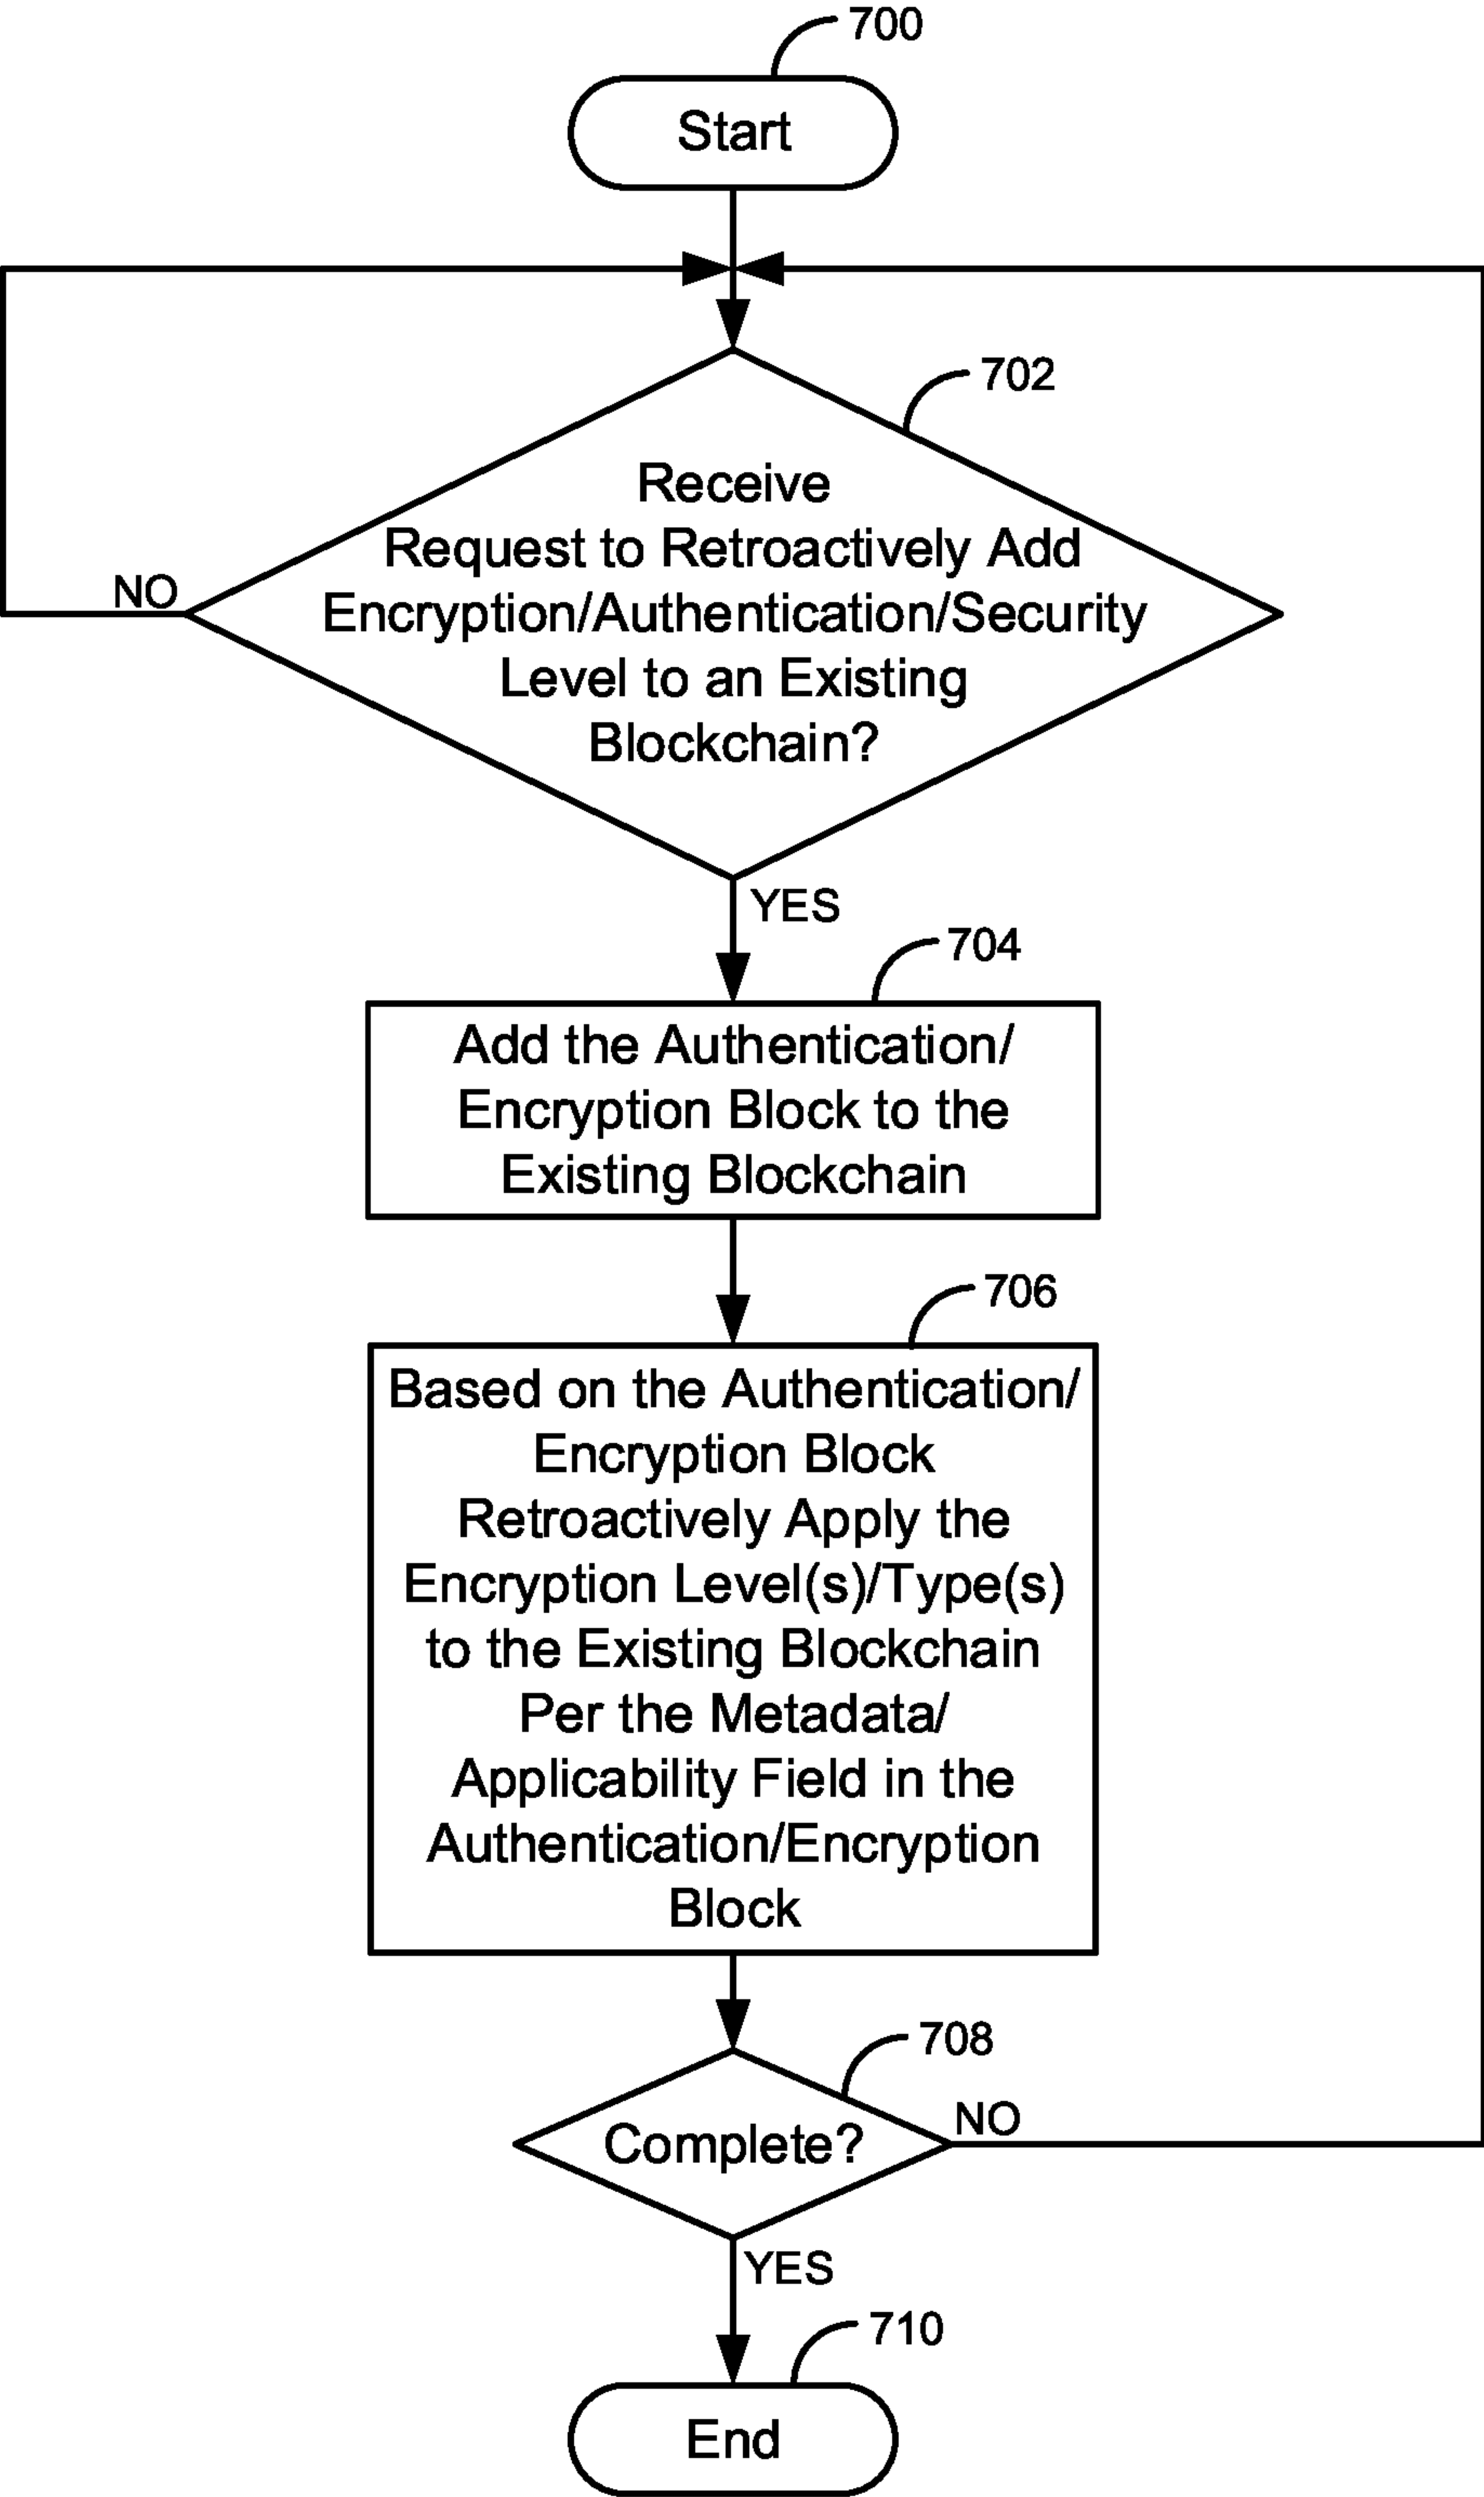 700
Start
702
Receive
Request to Retroactively Add
Encryption/Authentication/Security
Level to an Existing
Blockchain?
NO
YES
704
Add the Authentication/
Encryption Block to the
Existing Blockchain
706
Based on the Authentication/
Encryption Block
Retroactively Apply the
Encryption Level(s)/Type(s)
to the Existing Blockchain
Per the Metadata/
Applicability Field in the
Authentication/Encryption
Block
708
Complete?
NO
YES
710
End